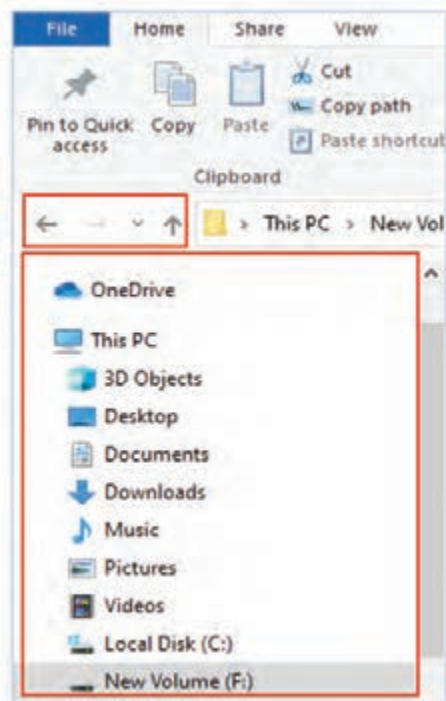 File Home Share View
Pin to Quick access
Copy
Paste
Cut
Copy path
Paste shortcut
Clipboard
This PC > New Vol
OneDrive
This PC
3D Objects
Desktop
Documents
Downloads
Music
Pictures
Videos
Local Disk (C:)
New Volume (F:)